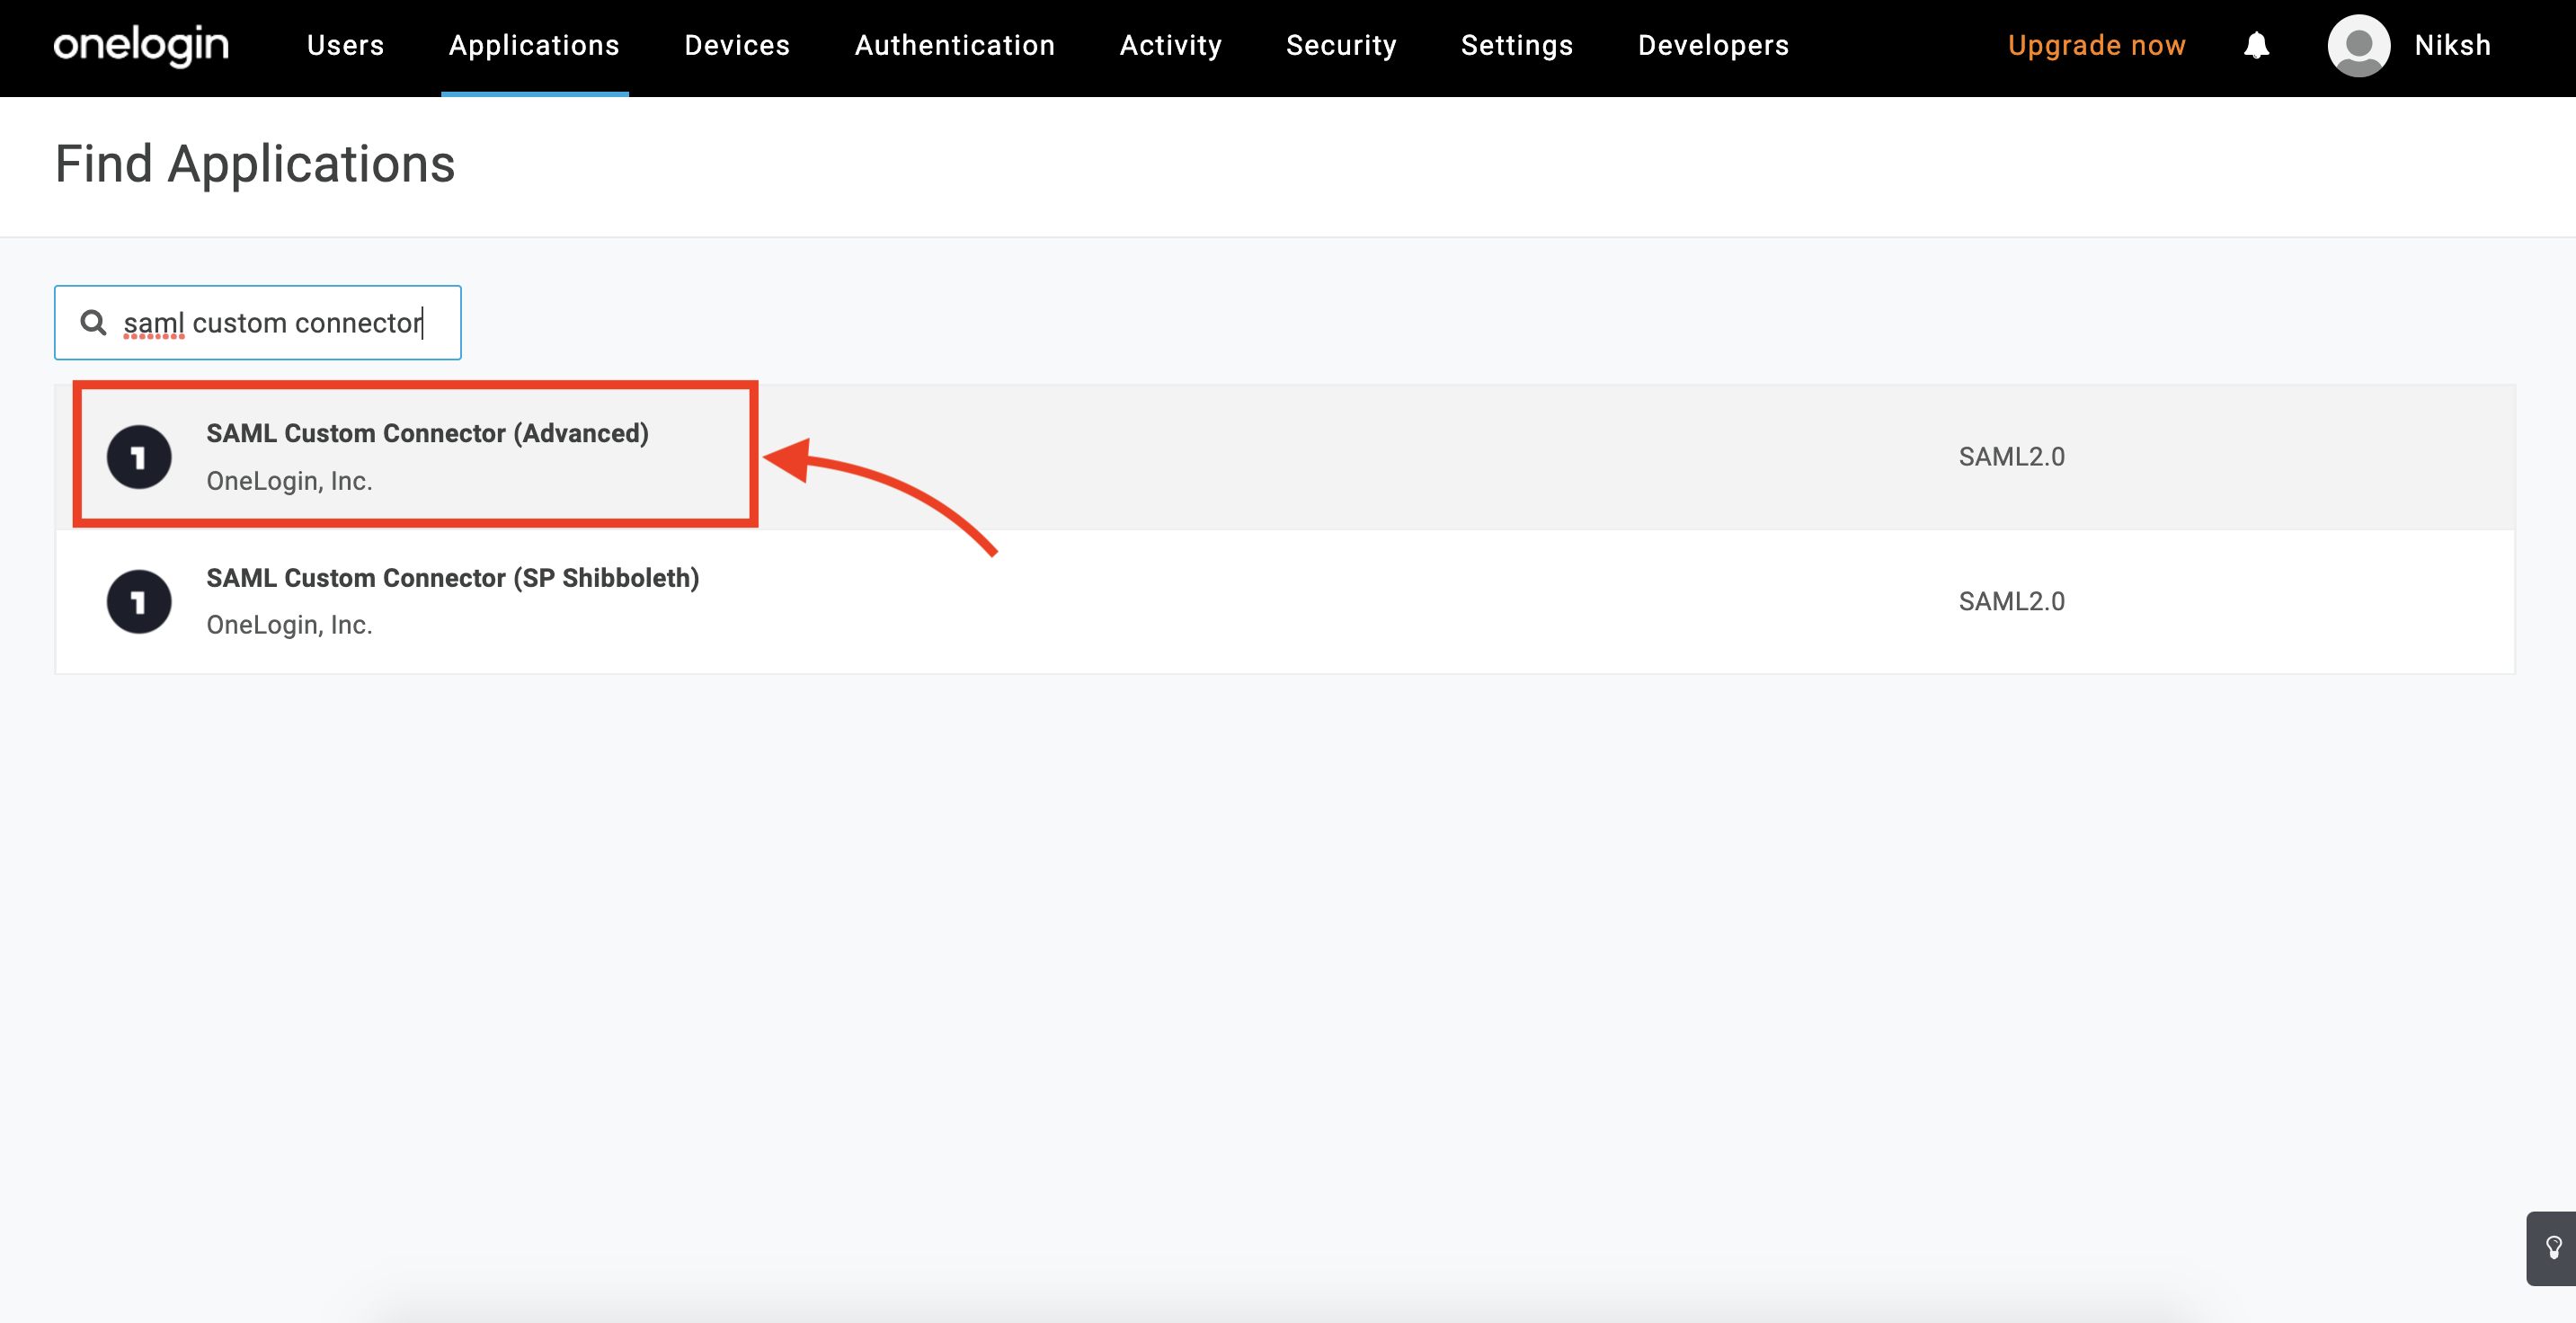 onelogin Users Applications Devices Authentication Activity Security Settings Developers Upgrade now Niksh
Find Applications
saml custom connector
SAML Custom Connector (Advanced)
OneLogin, Inc.
SAML2.0
SAML Custom Connector (SP Shibboleth)
OneLogin, Inc.
SAML2.0